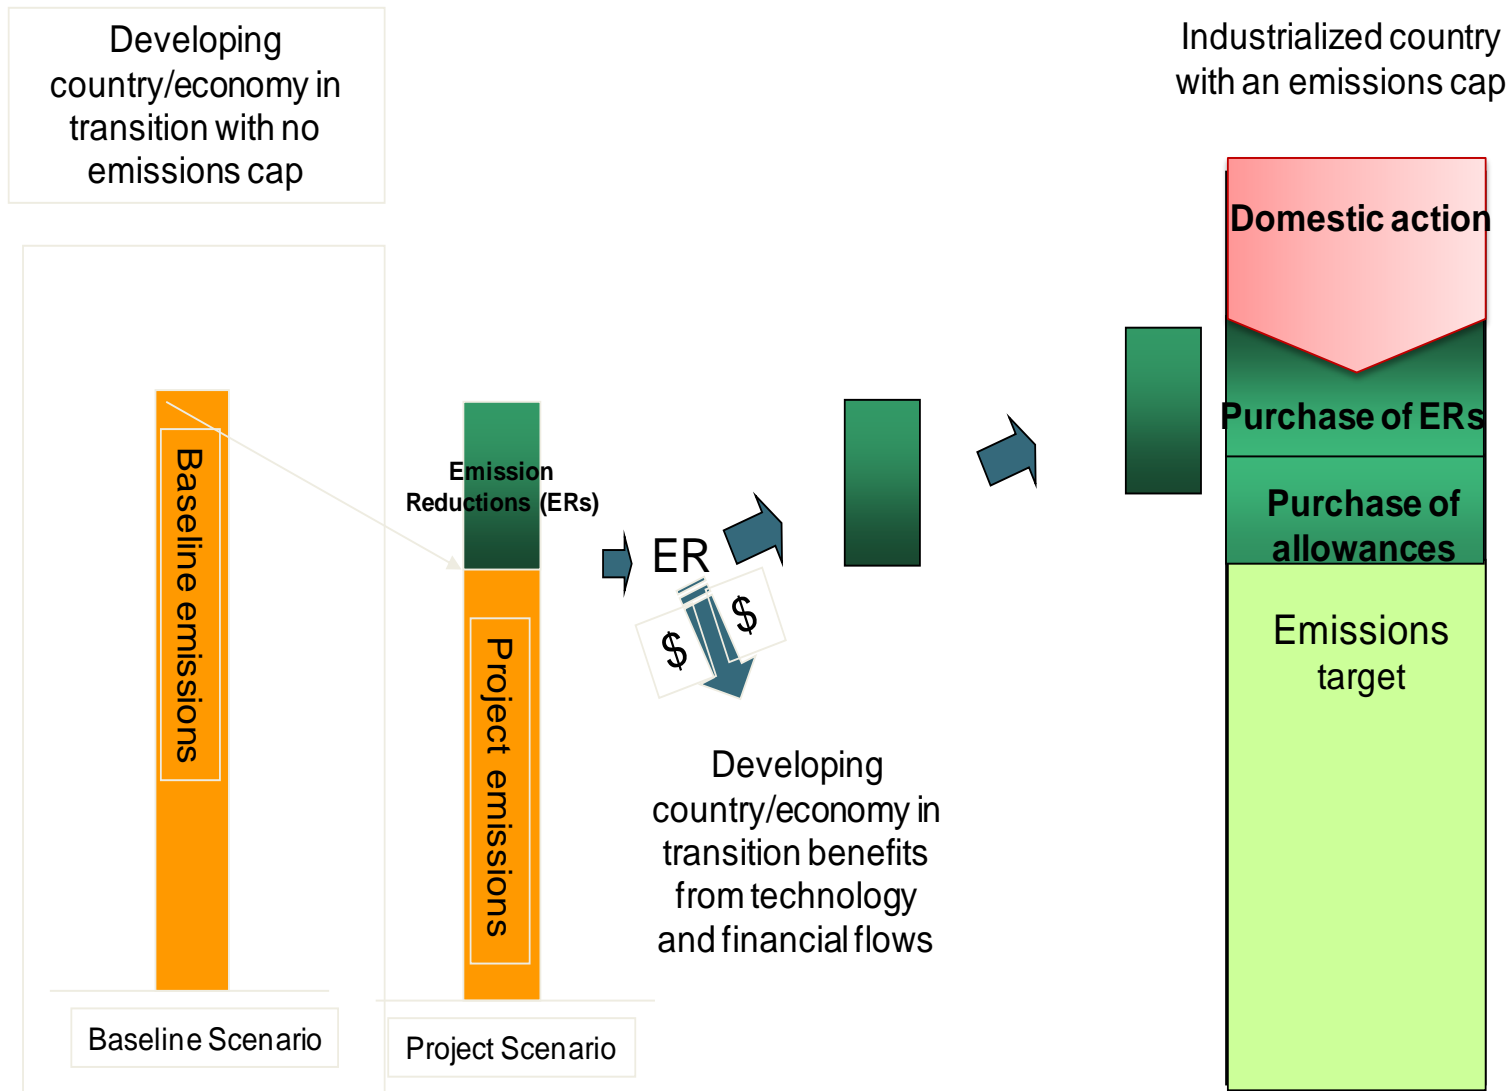 Developing
country/economy in
transition with no
emissions cap
Industrialized country
with an emissions cap
Domestic action
Purchase of ERs
Purchase of
allowances
Emissions
target
Baseline emissions
Emission
Reductions (ERs)
Project emissions
ER
$
$
Developing
country/economy in
transition benefits
from technology
and financial flows
Baseline Scenario
Project Scenario